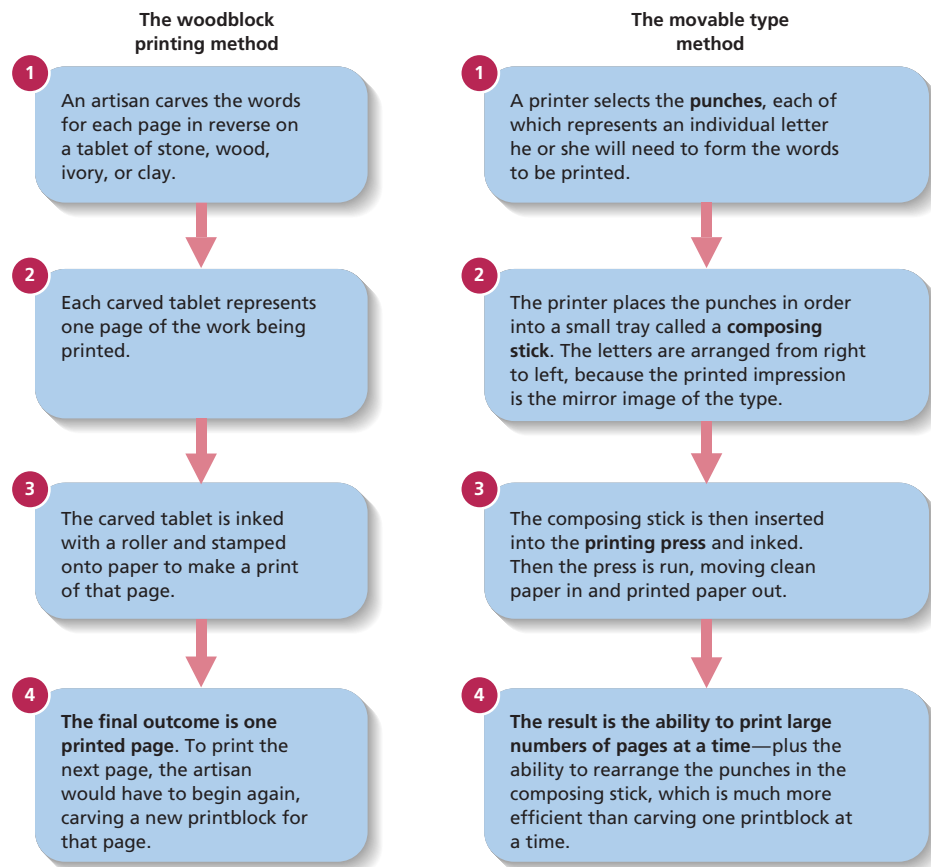 The woodblock
printing method
1
An artisan carves the words
for each page in reverse on
a tablet of stone, wood,
ivory, or clay.
2
Each carved tablet represents
one page of the work being
printed.
3
The carved tablet is inked
with a roller and stamped
onto paper to make a print
of that page.
4
The final outcome is one
printed page. To print the
next page, the artisan
would have to begin again,
carving a new printblock for
that page.
The movable type
method
1
A printer selects the punches, each of
which represents an individual letter
he or she will need to form the words
to be printed.
2
The printer places the punches in order
into a small tray called a composing
stick. The letters are arranged from right
to left, because the printed impression
is the mirror image of the type.
3
The composing stick is then inserted
into the printing press and inked.
Then the press is run, moving clean
paper in and printed paper out.
4
The result is the ability to print large
numbers of pages at a time—plus the
ability to rearrange the punches in the
composing stick, which is much more
efficient than carving one printblock at
a time.